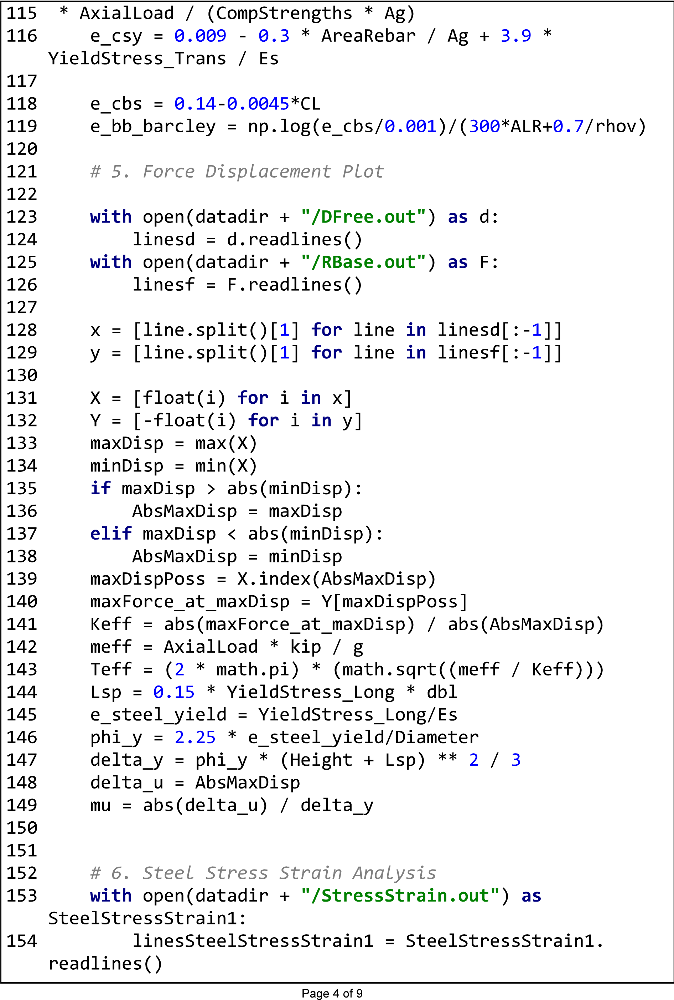 115  * AxialLoad / (CompStrengths * Ag)
116     e_csy = 0.009 - 0.3 * AreaRebar / Ag + 3.9 *
    YieldStress_Trans / Es
117
118     e_cbs = 0.14-0.0045*CL
119     e_bb_barcley = np.log(e_cbs/0.001)/(300*ALR+0.7/rhov)
120
121     # 5. Force Displacement Plot
122
123     with open(datadir + "/DFree.out") as d:
124         linesd = d.readlines()
125     with open(datadir + "/RBase.out") as F:
126         linesf = F.readlines()
127
128     x = [line.split()[1] for line in linesd[:-1]]
129     y = [line.split()[1] for line in linesf[:-1]]
130
131     X = [float(i) for i in x]
132     Y = [-float(i) for i in y]
133     maxDisp = max(X)
134     minDisp = min(X)
135     if maxDisp > abs(minDisp):
136         AbsMaxDisp = maxDisp
137     elif maxDisp < abs(minDisp):
138         AbsMaxDisp = minDisp
139     maxDispPoss = X.index(AbsMaxDisp)
140     maxForce_at_maxDisp = Y[maxDispPoss]
141     Keff = abs(maxForce_at_maxDisp) / abs(AbsMaxDisp)
142     meff = AxialLoad * kip / g
143     Teff = (2 * math.pi) * (math.sqrt((meff / Keff)))
144     Lsp = 0.15 * YieldStress_Long * dbl
145     e_steel_yield = YieldStress_Long/Es
146     phi_y = 2.25 * e_steel_yield/Diameter
147     delta_y = phi_y * (Height + Lsp) ** 2 / 3
148     delta_u = AbsMaxDisp
149     mu = abs(delta_u) / delta_y
150
151
152     # 6. Steel Stress Strain Analysis
153     with open(datadir + "/StressStrain.out") as
    SteelStressStrain1:
154         linesSteelStressStrain1 = SteelStressStrain1.
    readlines()
Page 4 of 9